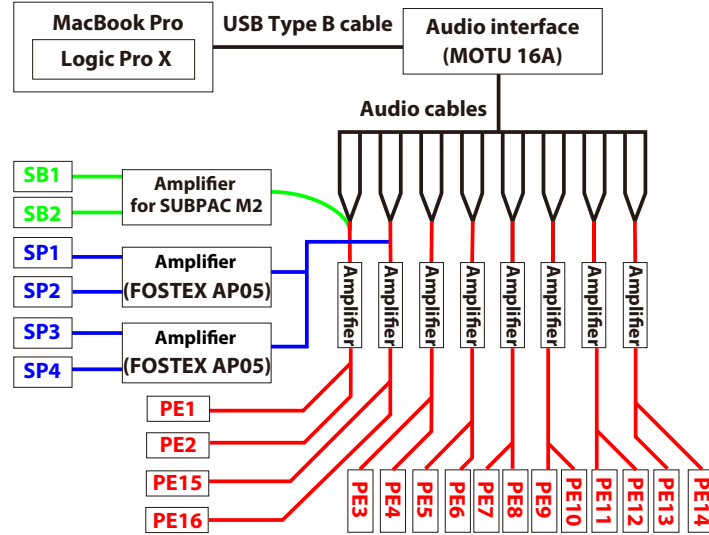 MacBook Pro
Logic Pro X
USB Type B cable
Audio interface
(MOTU 16A)
Audio cables
SB1
SB2
Amplifier
for SUBPAC M2
SP1
SP2
Amplifier
(FOSTEX AP05)
SP3
SP4
Amplifier
(FOSTEX AP05)
Amplifier
Amplifier
Amplifier
Amplifier
Amplifier
Amplifier
Amplifier
Amplifier
PE1
PE2
PE15
PE16
PE3
PE4
PE5
PE6
PE7
PE8
PE9
PE10
PE11
PE12
PE13
PE14